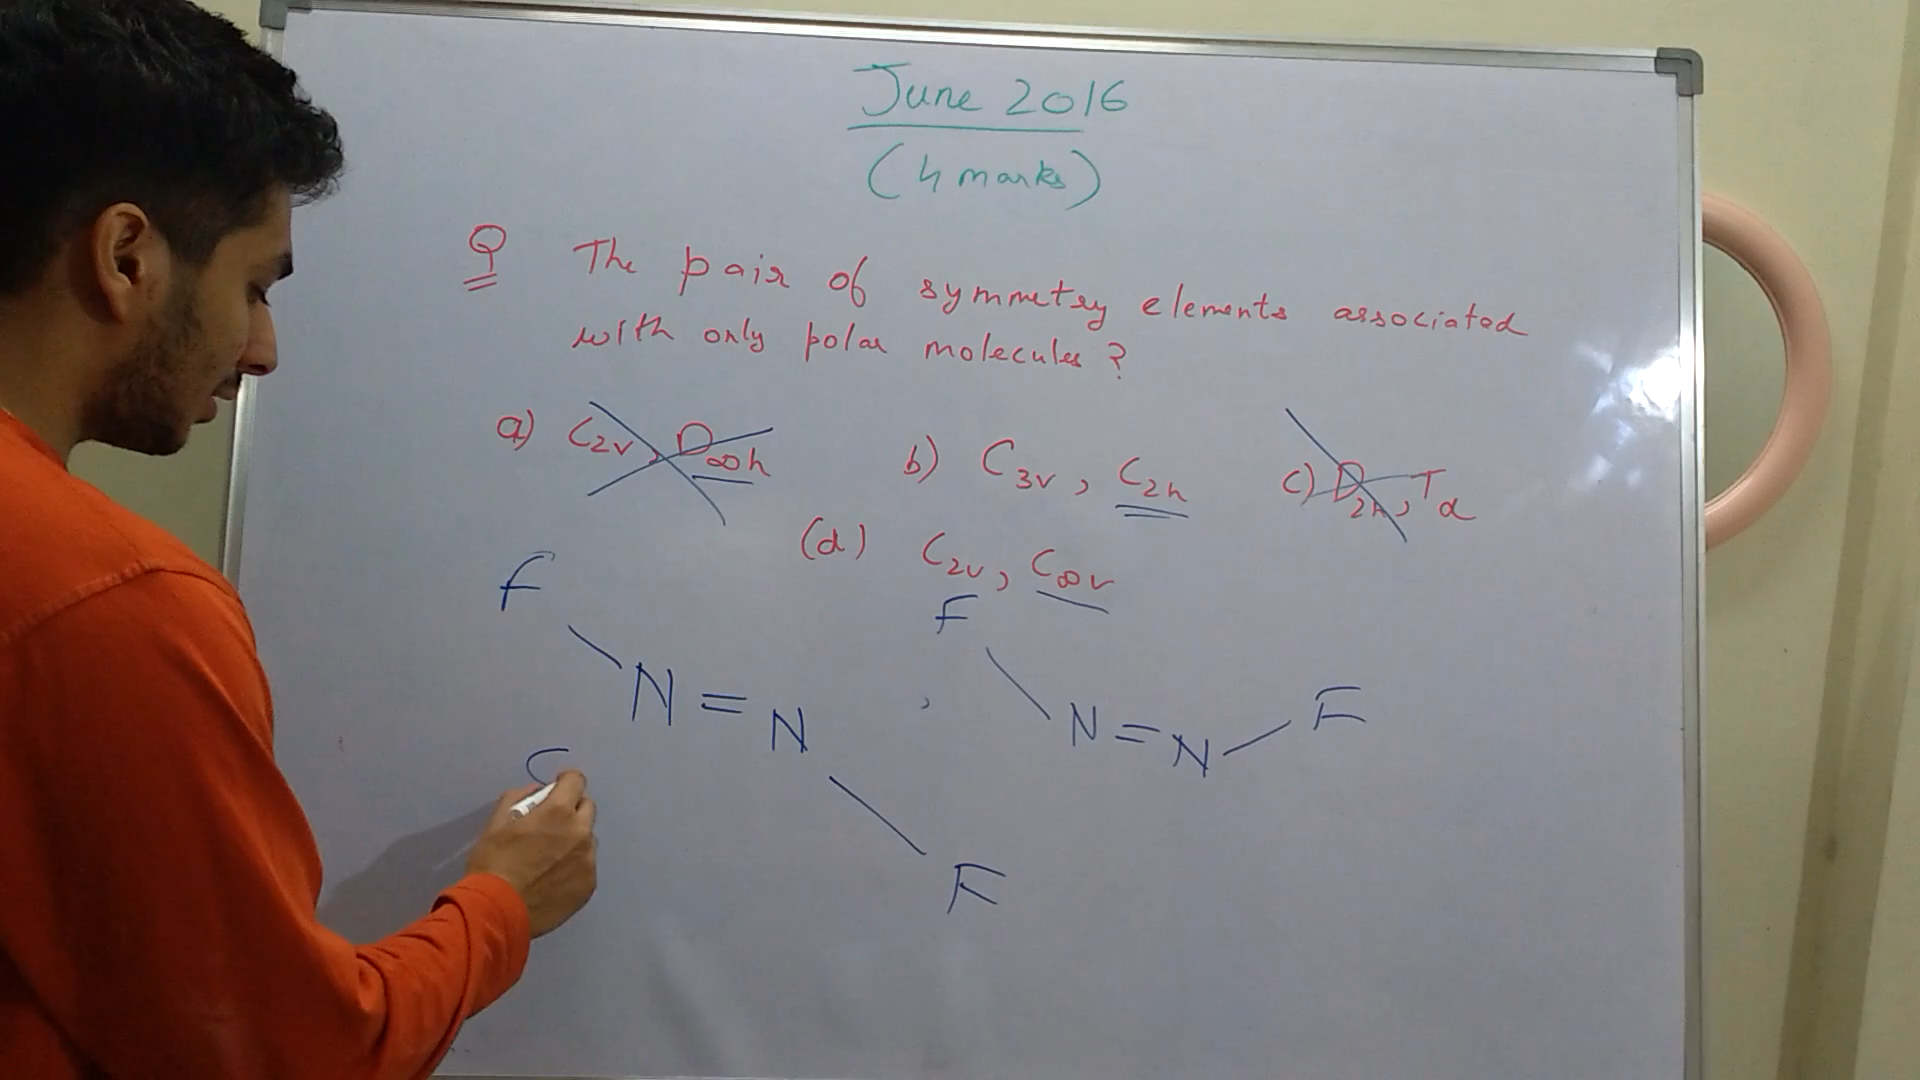 June 2016
(4 marks)
Q The pair of symmetry elements associated
with only polar molecules ?
a) C2v, D∞h b) C3v, C2h c) D2h, Td
(d) C2v, C∞v
F F
N = N , N = N F
C
F